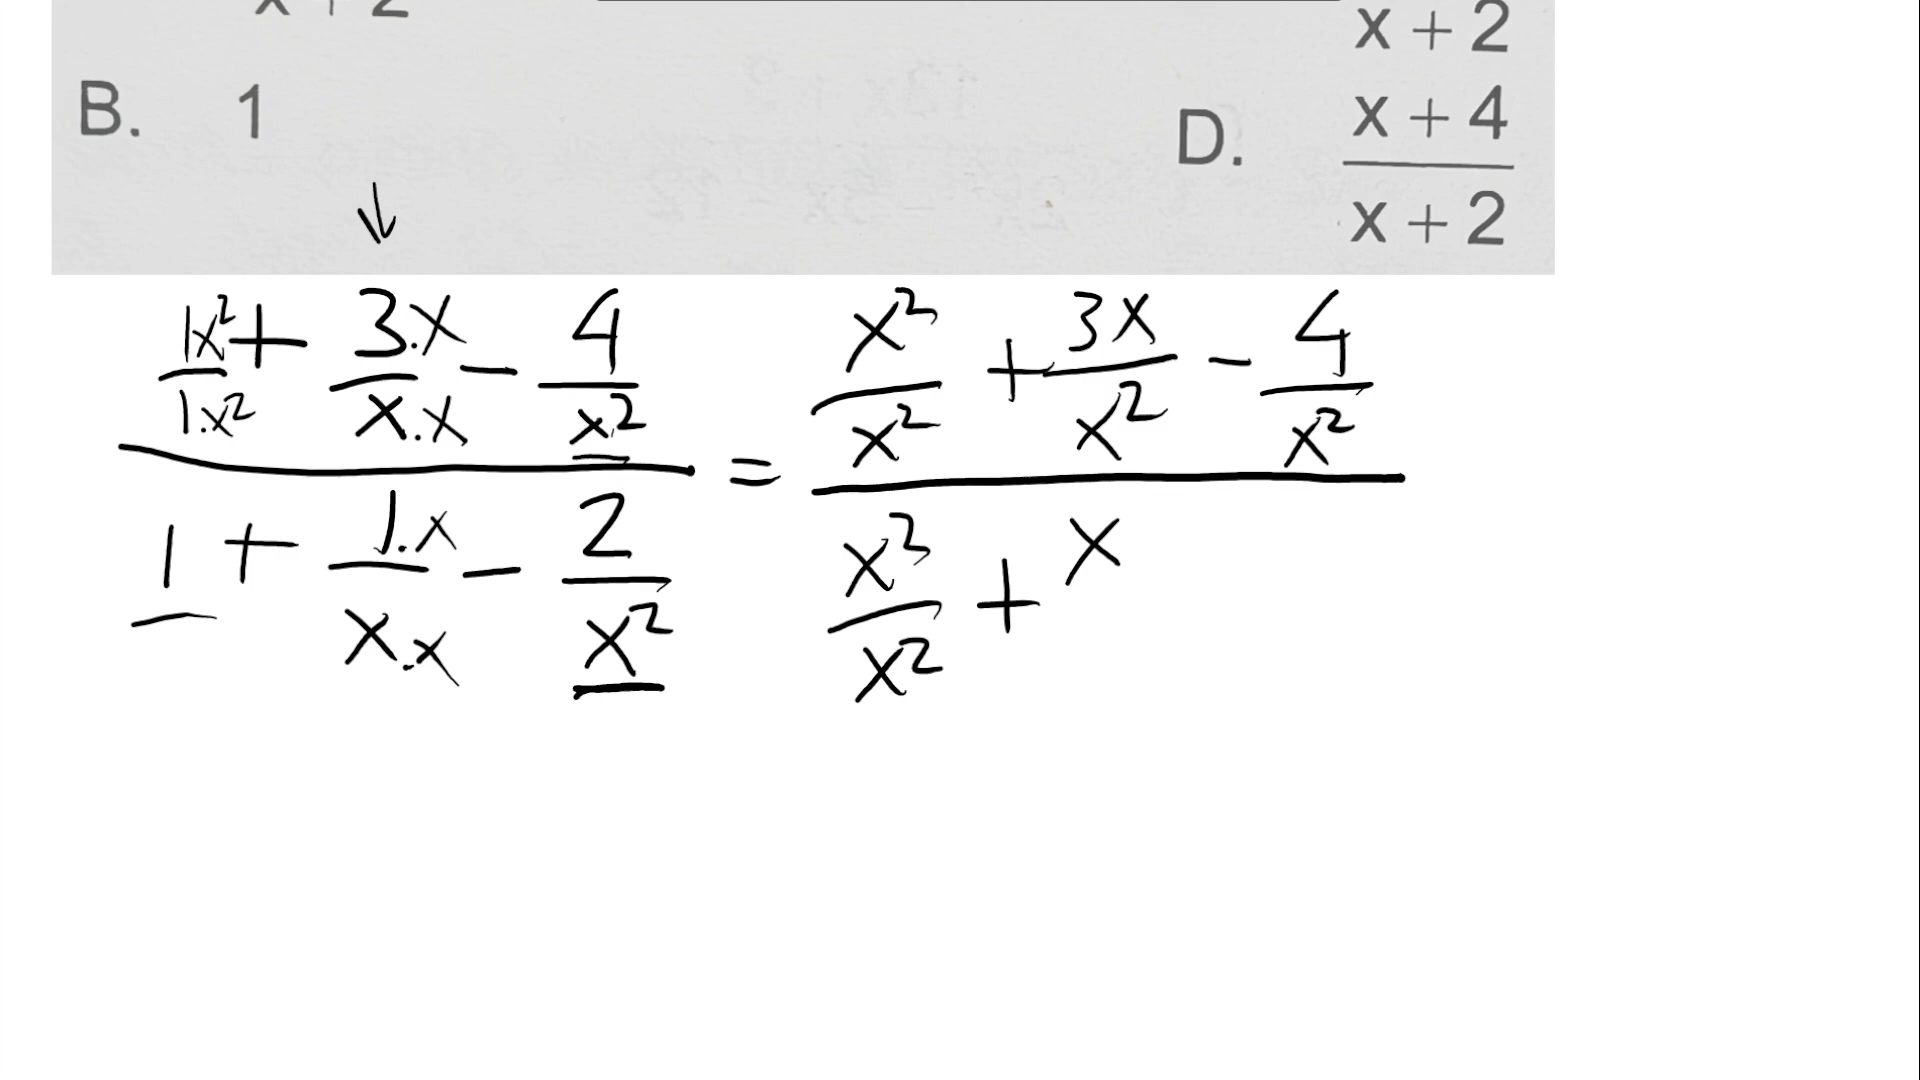 x + 2
B. 1
x + 2
D. x + 4
x + 2
1x² + 3.x - 4
1.x² x.x x²
1 + 1.x - 2
x.x x²
= x² + 3x - 4
x² x² x²
x² + x
x²